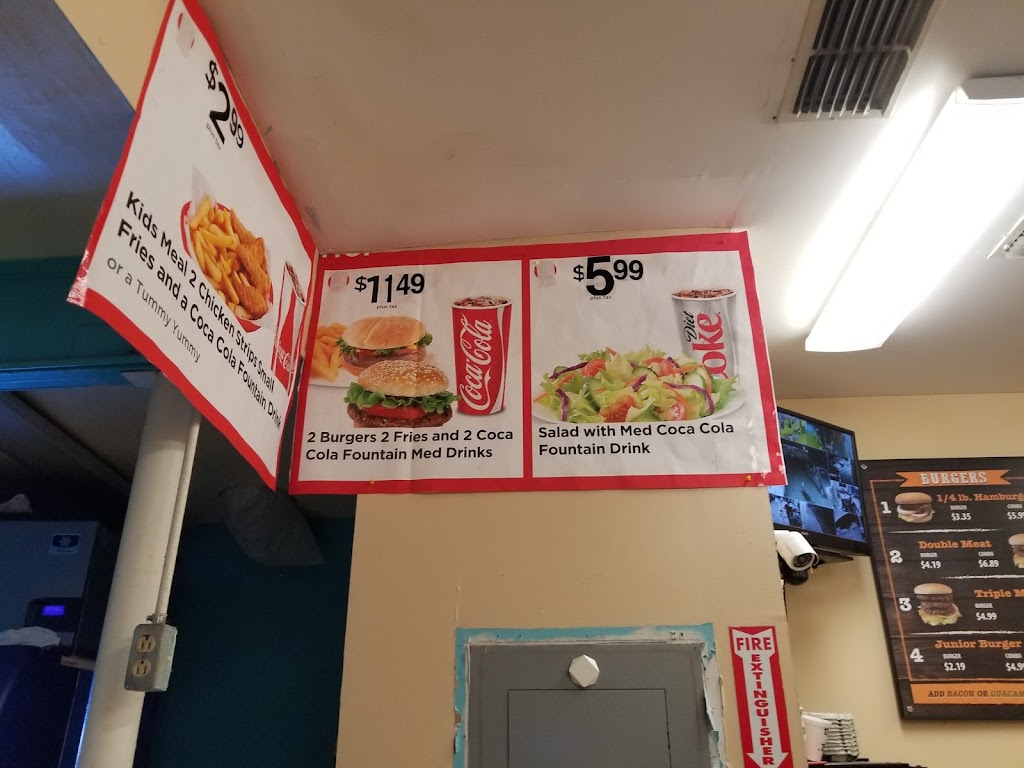 $2.99
plus tax
Kids Meal 2 Chicken Strips Small
Fries and a Coca Cola Fountain Drink
or a Tummy Yummy
$11.49
plus tax
Coca-Cola
2 Burgers 2 Fries and 2 Coca
Cola Fountain Med Drinks
$5.99
plus tax
Diet
oke
Salad with Med Coca Cola
Fountain Drink
FIRE
EXTINGUISHER
BURGERS
1 1/4 lb. Hamburg
BURGER COMBO
$3.35 $5.9
2 Double Meat
BURGER COMBO
$4.19 $6.89
3 Triple M
BURGER
$4.99
4 Junior Burger
BURGER COMBO
$2.19 $4.9
ADD BACON OR GUACAM